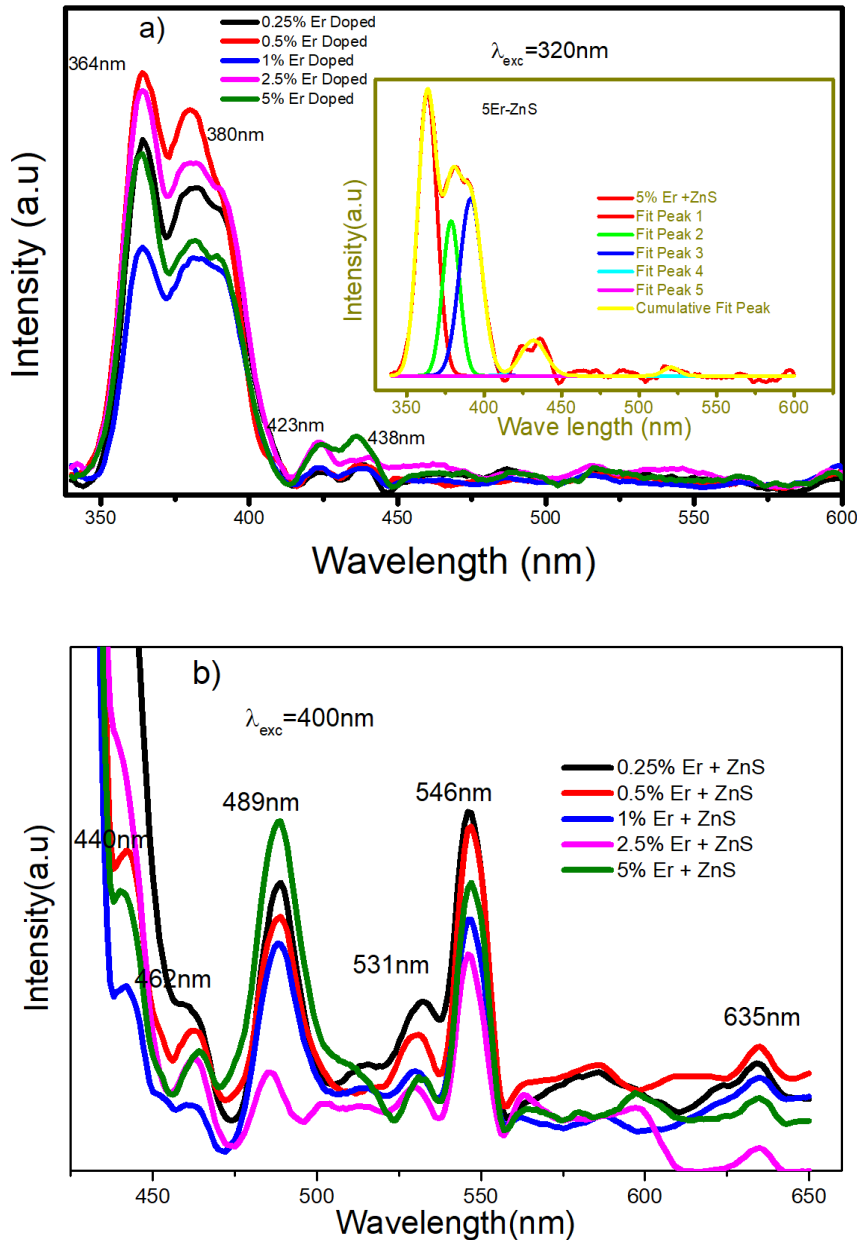 a)
0.25% Er Doped
0.5% Er Doped
1% Er Doped
2.5% Er Doped
5% Er Doped
λexc=320nm
364nm
380nm
423nm
438nm
Intensity (a.u)
350
400
450
500
550
600
Wavelength (nm)
5Er-ZnS
5% Er +ZnS
Fit Peak 1
Fit Peak 2
Fit Peak 3
Fit Peak 4
Fit Peak 5
Cumulative Fit Peak
Intensity(a.u)
350
400
450
500
550
600
Wave length (nm)
b)
λexc=400nm
0.25% Er + ZnS
0.5% Er + ZnS
1% Er + ZnS
2.5% Er + ZnS
5% Er + ZnS
440nm
462nm
489nm
531nm
546nm
635nm
Intensity(a.u)
450
500
550
600
650
Wavelength(nm)